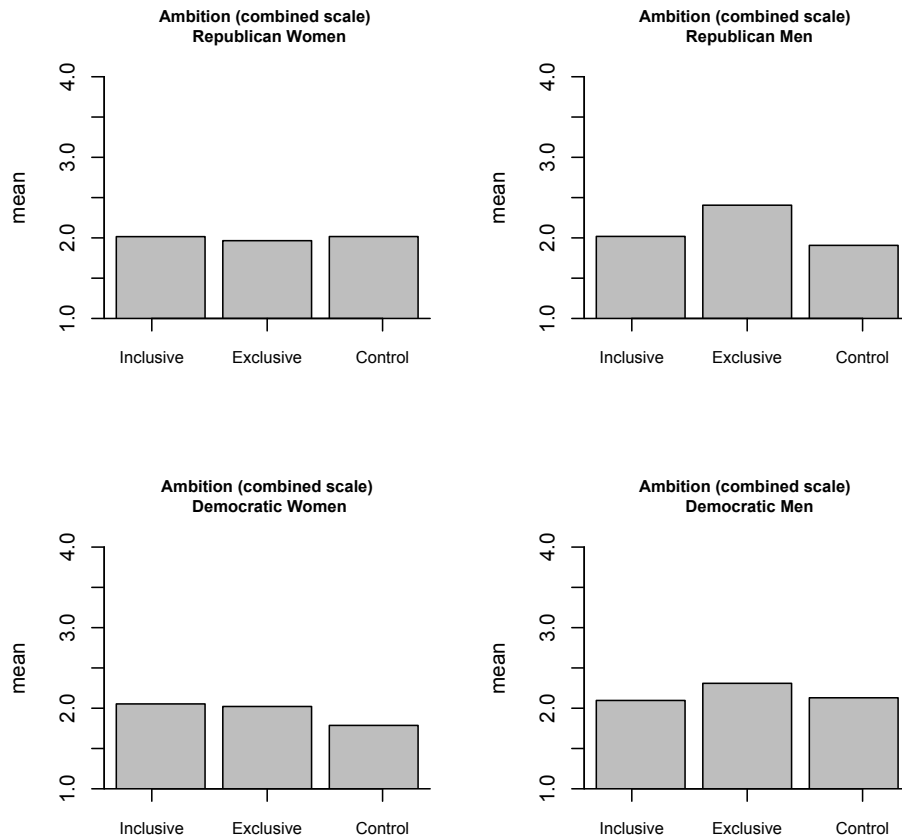 Ambition (combined scale)
Republican Women
mean
4.0
3.0
2.0
1.0
Inclusive Exclusive Control
Ambition (combined scale)
Republican Men
mean
4.0
3.0
2.0
1.0
Inclusive Exclusive Control
Ambition (combined scale)
Democratic Women
mean
4.0
3.0
2.0
1.0
Inclusive Exclusive Control
Ambition (combined scale)
Democratic Men
mean
4.0
3.0
2.0
1.0
Inclusive Exclusive Control